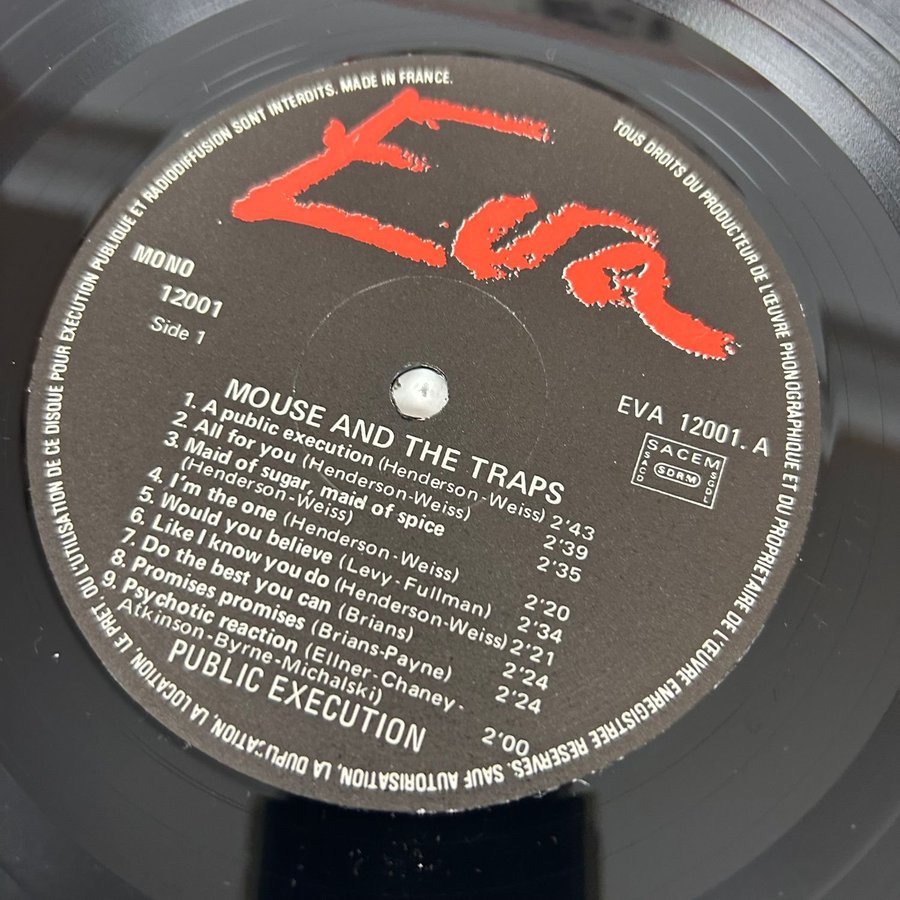 Eva
TOUS DROITS DU PRODUCTEUR DE L'ŒUVRE PHONOGRAPHIQUE ET DU PROPRIETAIRE DE L'ŒUVRE ENREGISTREE RESERVES. SAUF AUTORISATION, LA DUPLICATION, LA LOCATION, LE PRET OU L'UTILISATION DE CE DISQUE POUR EXECUTION PUBLIQUE ET RADIODIFFUSION SONT INTERDITS. MADE IN FRANCE.
MONO
12001
Side 1
EVA 12001. A
SACEM
SACD
SDRM
SGDL
MOUSE AND THE TRAPS
1. A public execution (Henderson-Weiss) 2'43
2. All for you (Henderson-Weiss) 2'39
3. Maid of sugar, maid of spice
(Henderson-Weiss) 2'35
4. I'm the one (Henderson-Weiss) 2'20
5. Would you believe (Levy-Fullman) 2'34
6. Like I know you do (Henderson-Weiss) 2'21
7. Do the best you can (Brians) 2'24
8. Promises promises (Brians-Payne) 2'24
9. Psychotic reaction (Ellner-Chaney-
Atkinson-Byrne-Michalski) 2'00
PUBLIC EXECUTION